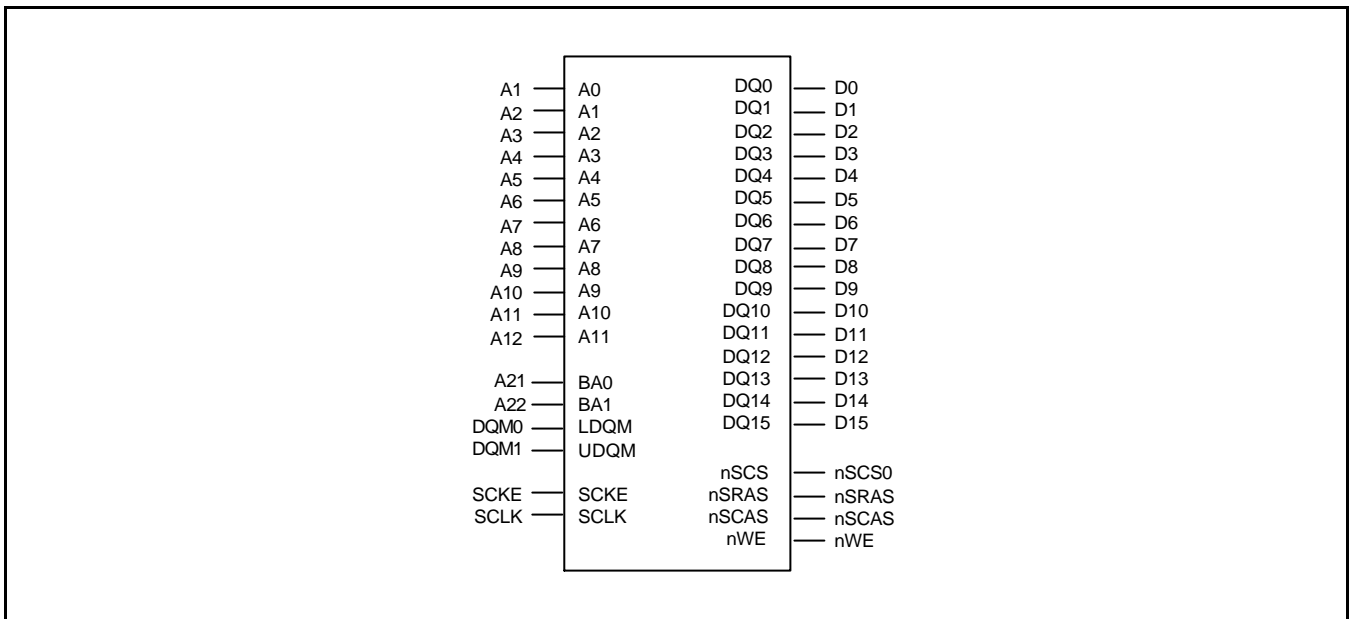 A1 A0 DQ0 D0
A2 A1 DQ1 D1
A3 A2 DQ2 D2
A4 A3 DQ3 D3
A5 A4 DQ4 D4
A6 A5 DQ5 D5
A7 A6 DQ6 D6
A8 A7 DQ7 D7
A9 A8 DQ8 D8
A10 A9 DQ9 D9
A11 A10 DQ10 D10
A12 A11 DQ11 D11
DQ12 D12
A21 BA0 DQ13 D13
A22 BA1 DQ14 D14
DQM0 LDQM DQ15 D15
DQM1 UDQM
nSCS nSCS0
SCKE SCKE nSRAS nSRAS
SCLK SCLK nSCAS nSCAS
nWE nWE